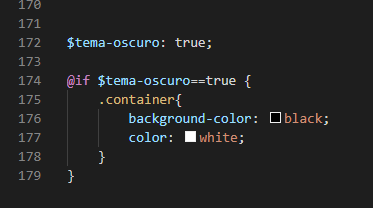 170
171
172 $tema-oscuro: true;
173
174 @if $tema-oscuro==true {
175 .container{
176 background-color: black;
177 color: white;
178 }
179 }